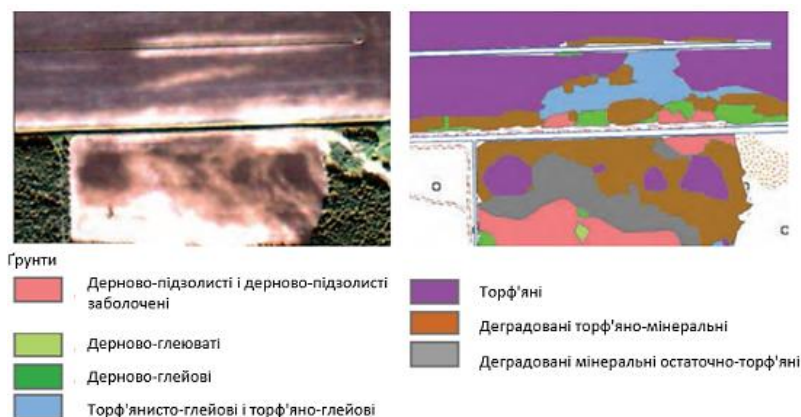 Ґрунти
Дерново-підзолисті і дерново-підзолисті
заболочені
Дерново-глеюваті
Дерново-глейові
Торф'янисто-глейові і торф'яно-глейові
Торф'яні
Деградовані торф'яно-мінеральні
Деградовані мінеральні остаточно-торф'яні